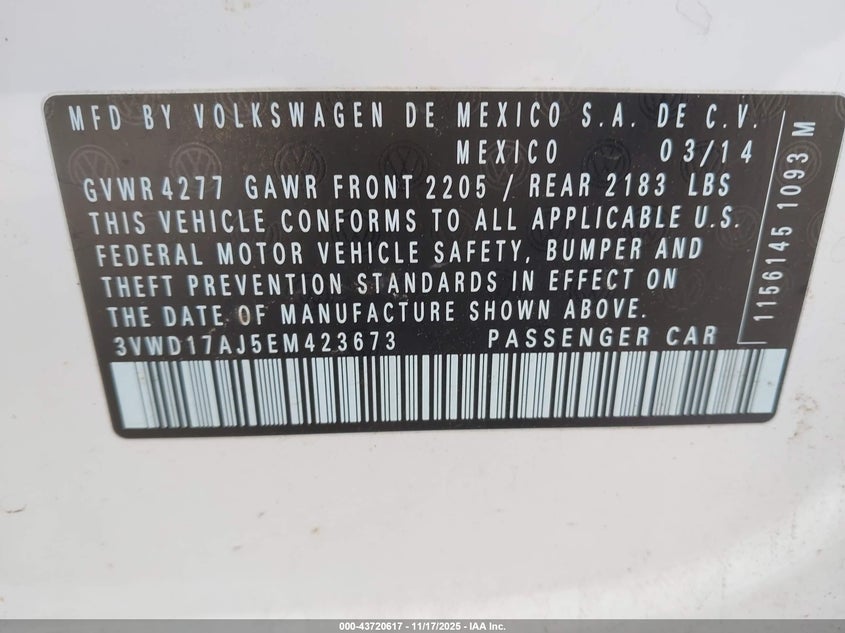 MFD BY VOLKSWAGEN DE MEXICO S.A. DE C.V.
MEXICO 03/14
GVWR 4277 GAWR FRONT 2205 / REAR 2183 LBS
THIS VEHICLE CONFORMS TO ALL APPLICABLE U.S.
FEDERAL MOTOR VEHICLE SAFETY, BUMPER AND
THEFT PREVENTION STANDARDS IN EFFECT ON
THE DATE OF MANUFACTURE SHOWN ABOVE.
3VWD17AJ5EM423673 PASSENGER CAR
1156145 1093 M
000-43720617 - 11/17/2025 - IAA Inc.